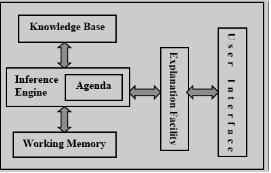 Knowledge Base
Inference
Engine
Agenda
Working Memory
Explanation Facility
User Interface